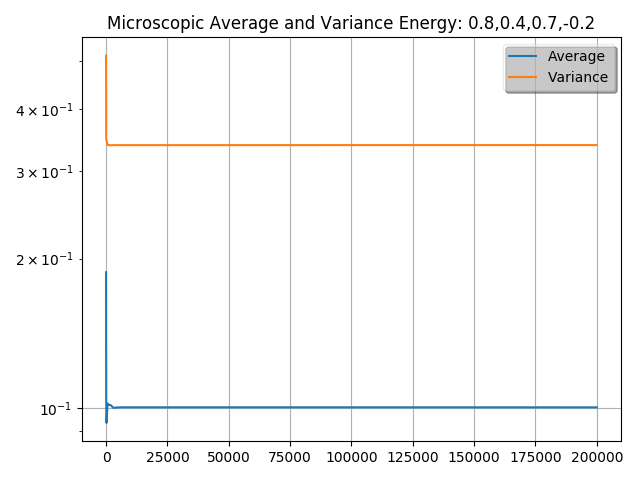 Microscopic Average and Variance Energy: 0.8,0.4,0.7,-0.2
Average
Variance
4 × 10⁻¹
3 × 10⁻¹
2 × 10⁻¹
10⁻¹
0 25000 50000 75000 100000 125000 150000 175000 200000